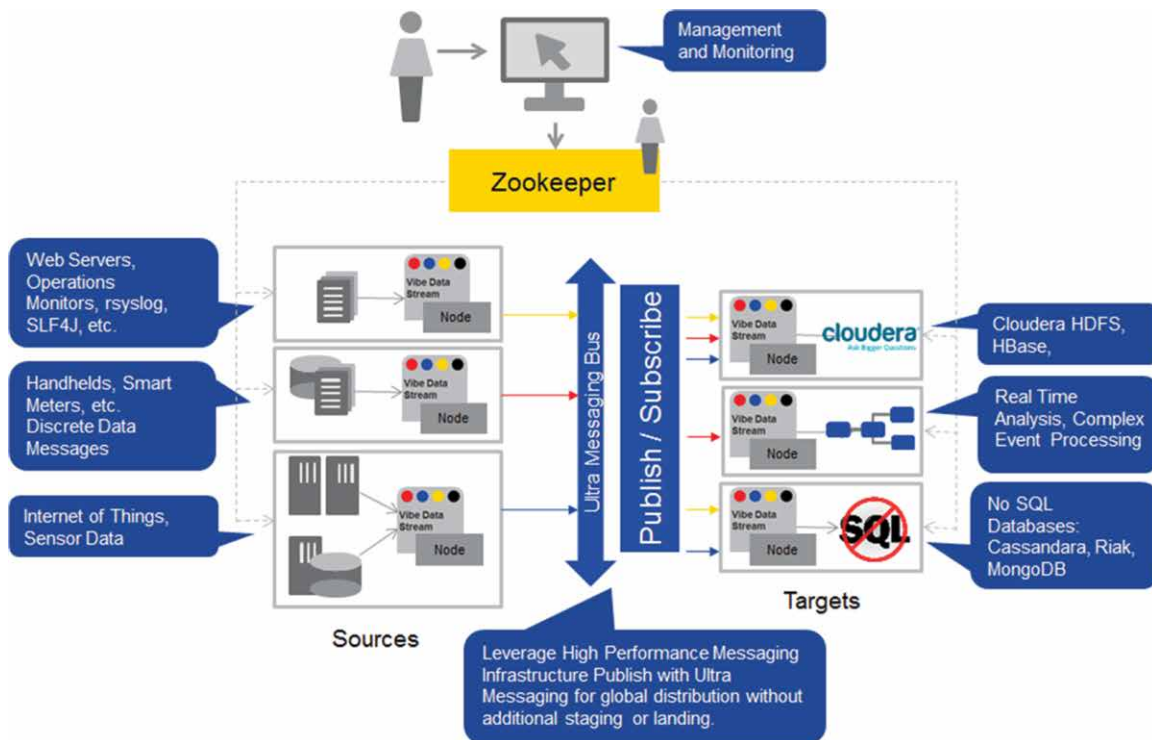 Management
and Monitoring
Zookeeper
Web Servers,
Operations
Monitors, rsyslog,
SLF4J, etc.
Handhelds, Smart
Meters, etc.
Discrete Data
Messages
Internet of Things,
Sensor Data
Vibe Data
Stream
Node
Vibe Data
Stream
Node
Vibe Data
Stream
Node
Sources
Ultra Messaging Bus
Publish / Subscribe
Vibe Data
Stream
Node
cloudera
Ask Bigger Questions
Vibe Data
Stream
Node
Vibe Data
Stream
Node
SQL
Targets
Cloudera HDFS,
HBase,
Real Time
Analysis, Complex
Event Processing
No SQL
Databases:
Cassandara, Riak,
MongoDB
Leverage High Performance Messaging
Infrastructure Publish with Ultra
Messaging for global distribution without
additional staging or landing.